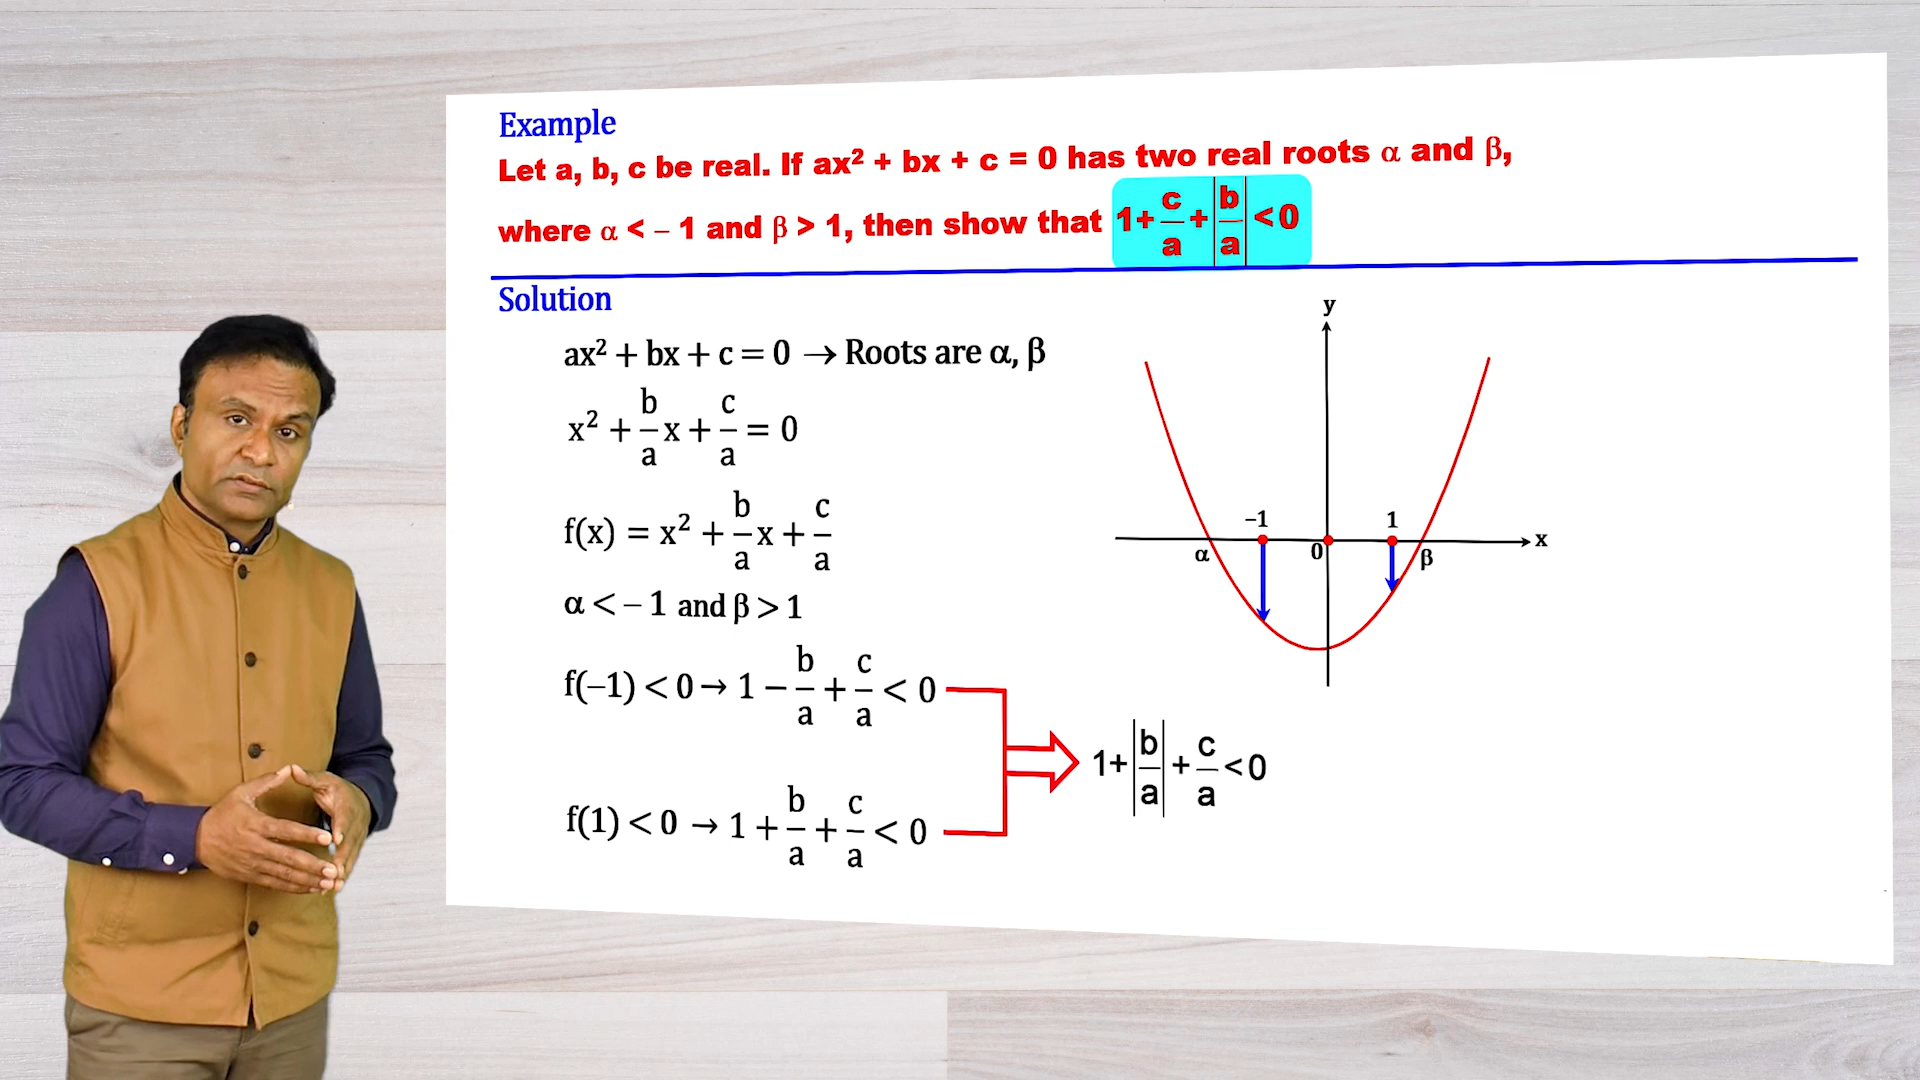 Example
Let a, b, c be real. If ax² + bx + c = 0 has two real roots α and β,
where α < – 1 and β > 1, then show that 1+c/a+|b/a|<0
Solution
ax² + bx + c = 0 → Roots are α, β
x² + b/a x + c/a = 0
f(x) = x² + b/a x + c/a
α < – 1 and β > 1
f(–1) < 0 → 1 – b/a + c/a < 0
f(1) < 0 → 1 + b/a + c/a < 0
1+|b/a|+c/a<0
y
–1
1
x
α
0
β